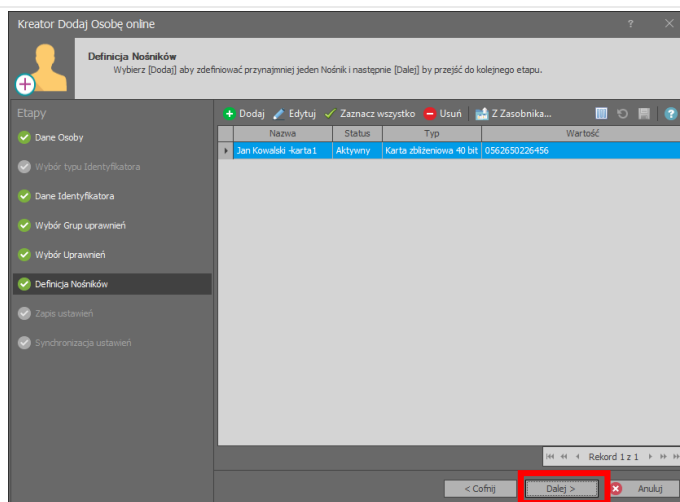 Kreator Dodaj Osobę online
Definicja Nośników
Wybierz [Dodaj] aby zdefiniować przynajmniej jeden Nośnik i następnie [Dalej] by przejść do kolejnego etapu.
Etapy
Dane Osoby
Wybór typu Identyfikatora
Dane Identyfikatora
Wybór Grup uprawnień
Wybór Uprawnień
Definicja Nośników
Zapis ustawień
Synchronizacja ustawień
Dodaj Edytuj Zaznacz wszystko Usuń Z Zasobnika...
Nazwa Status Typ Wartość
Jan Kowalski -karta1 Aktywny Karta zbliżeniowa 40 bit 0562650226456
Rekord 1 z 1
< Cofnij Dalej > Anuluj